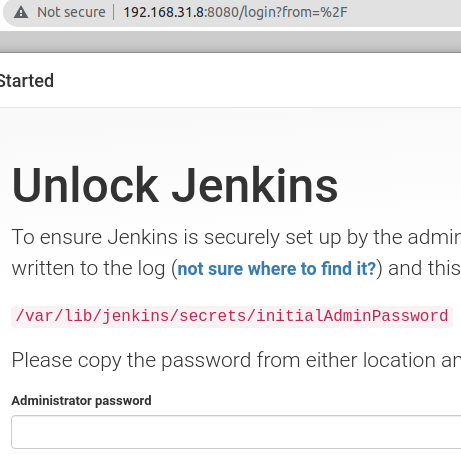 Not secure | 192.168.31.8:8080/login?from=%2F
Started
Unlock Jenkins
To ensure Jenkins is securely set up by the admin
written to the log (not sure where to find it?) and this
/var/lib/jenkins/secrets/initialAdminPassword
Please copy the password from either location an
Administrator password